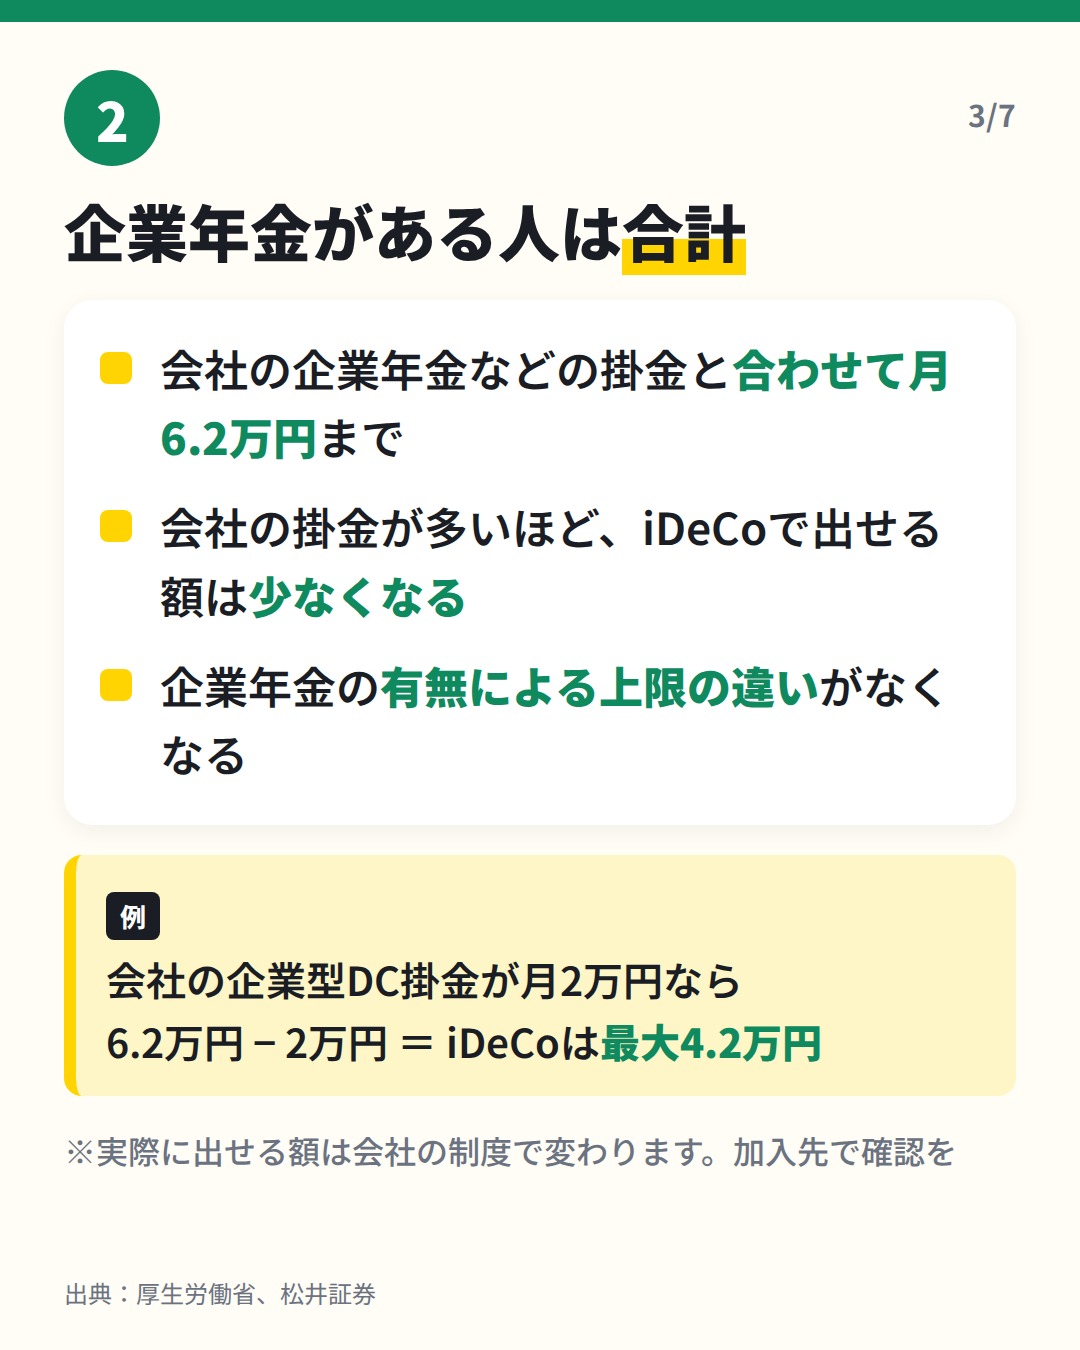 2
3/7
企業年金がある人は合計
会社の企業年金などの掛金と合わせて月
6.2万円まで
会社の掛金が多いほど、iDeCoで出せる
額は少なくなる
企業年金の有無による上限の違いがなく
なる
例
会社の企業型DC掛金が月2万円なら
6.2万円 − 2万円 ＝ iDeCoは最大4.2万円
※実際に出せる額は会社の制度で変わります。加入先で確認を
出典：厚生労働省、松井証券